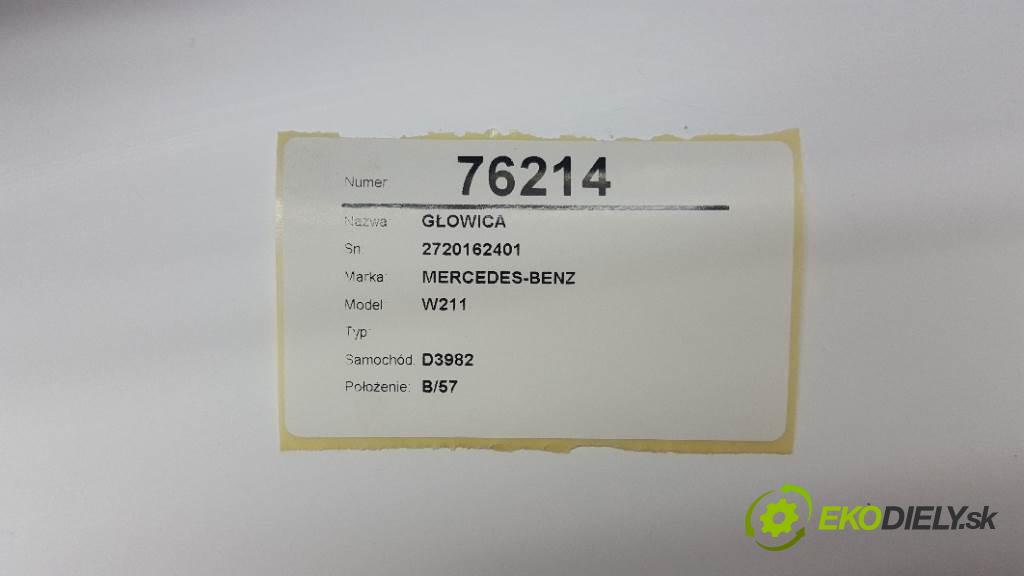 Numer 76214
Nazwa GŁOWICA
Sn: 2720162401
Marka MERCEDES-BENZ
Model W211
Typ:
Samochód: D3982
Położenie: B/57
EKODIELY.sk